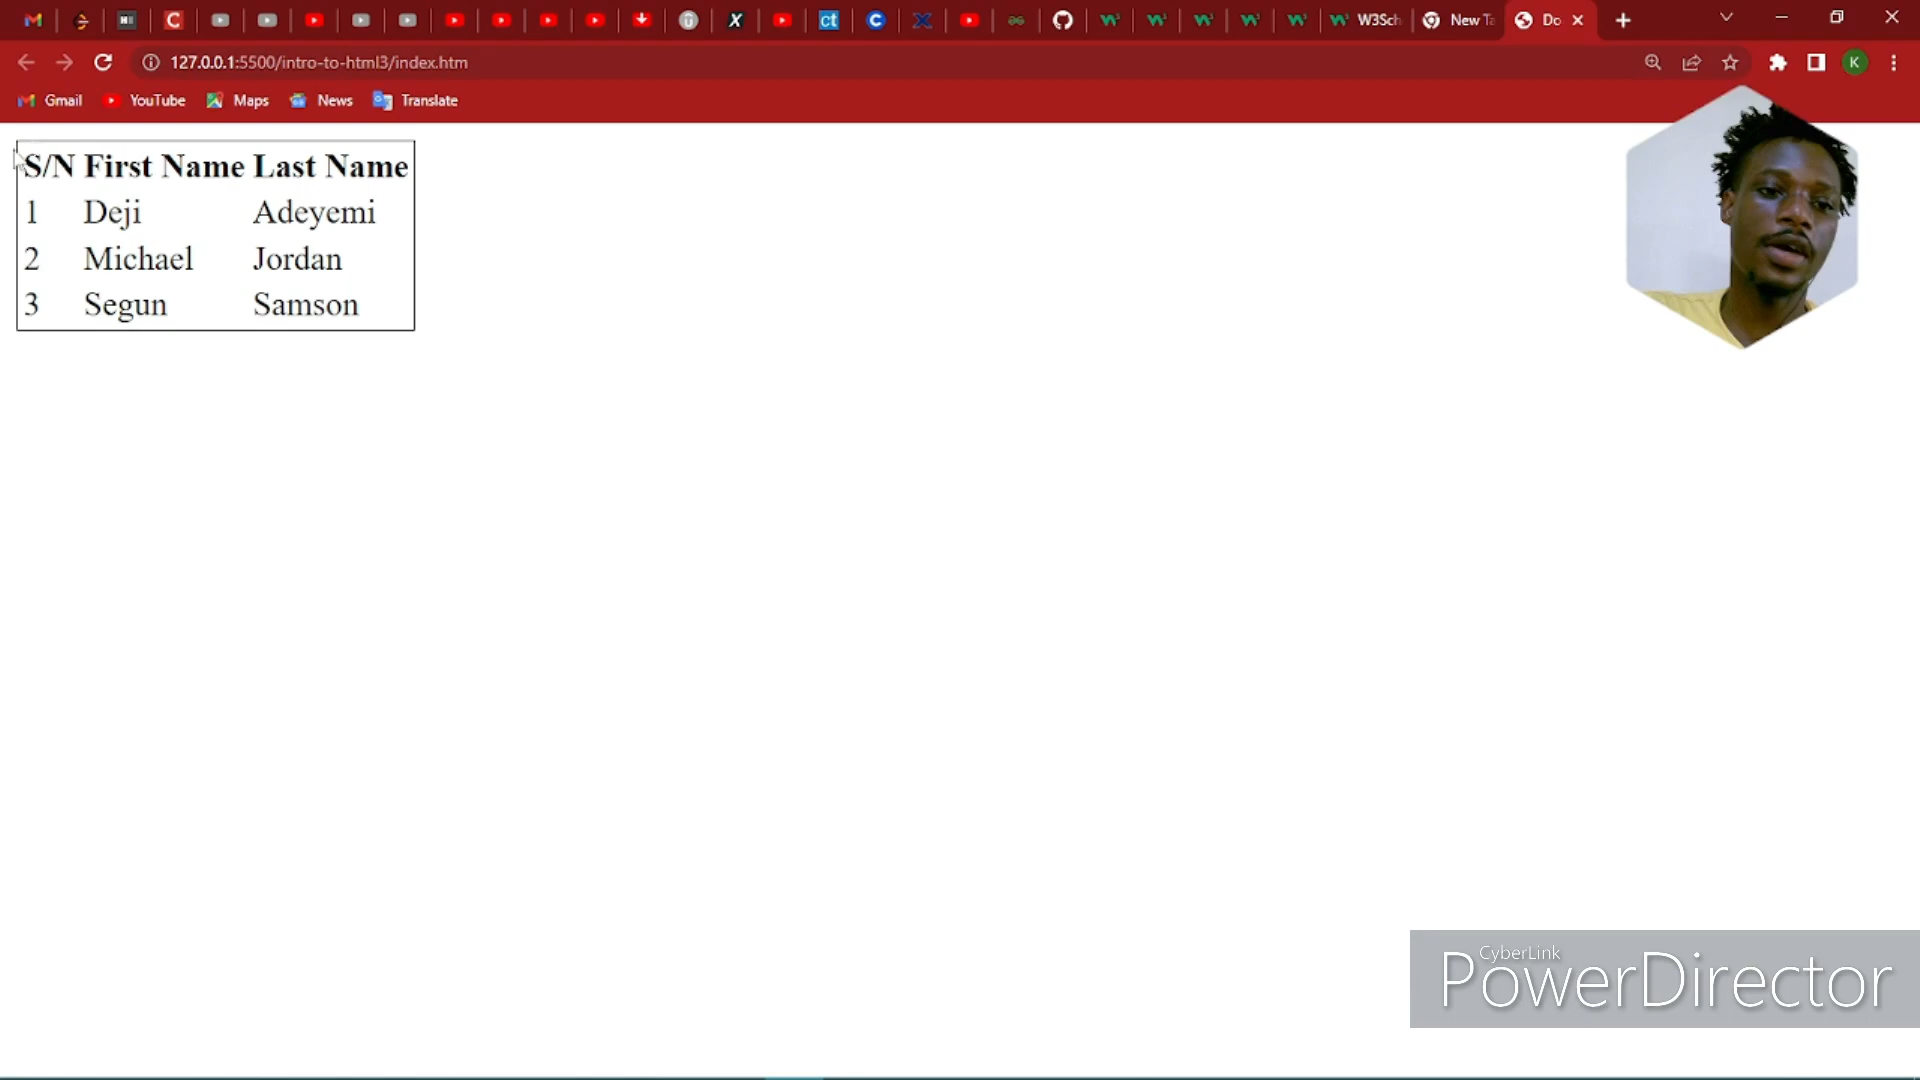 ct
W3Sch
New Ta
Do
127.0.0.1:5500/intro-to-html3/index.htm
K
Gmail
YouTube
Maps
News
Translate
S/N First Name Last Name
1 Deji Adeyemi
2 Michael Jordan
3 Segun Samson
CyberLink
PowerDirector